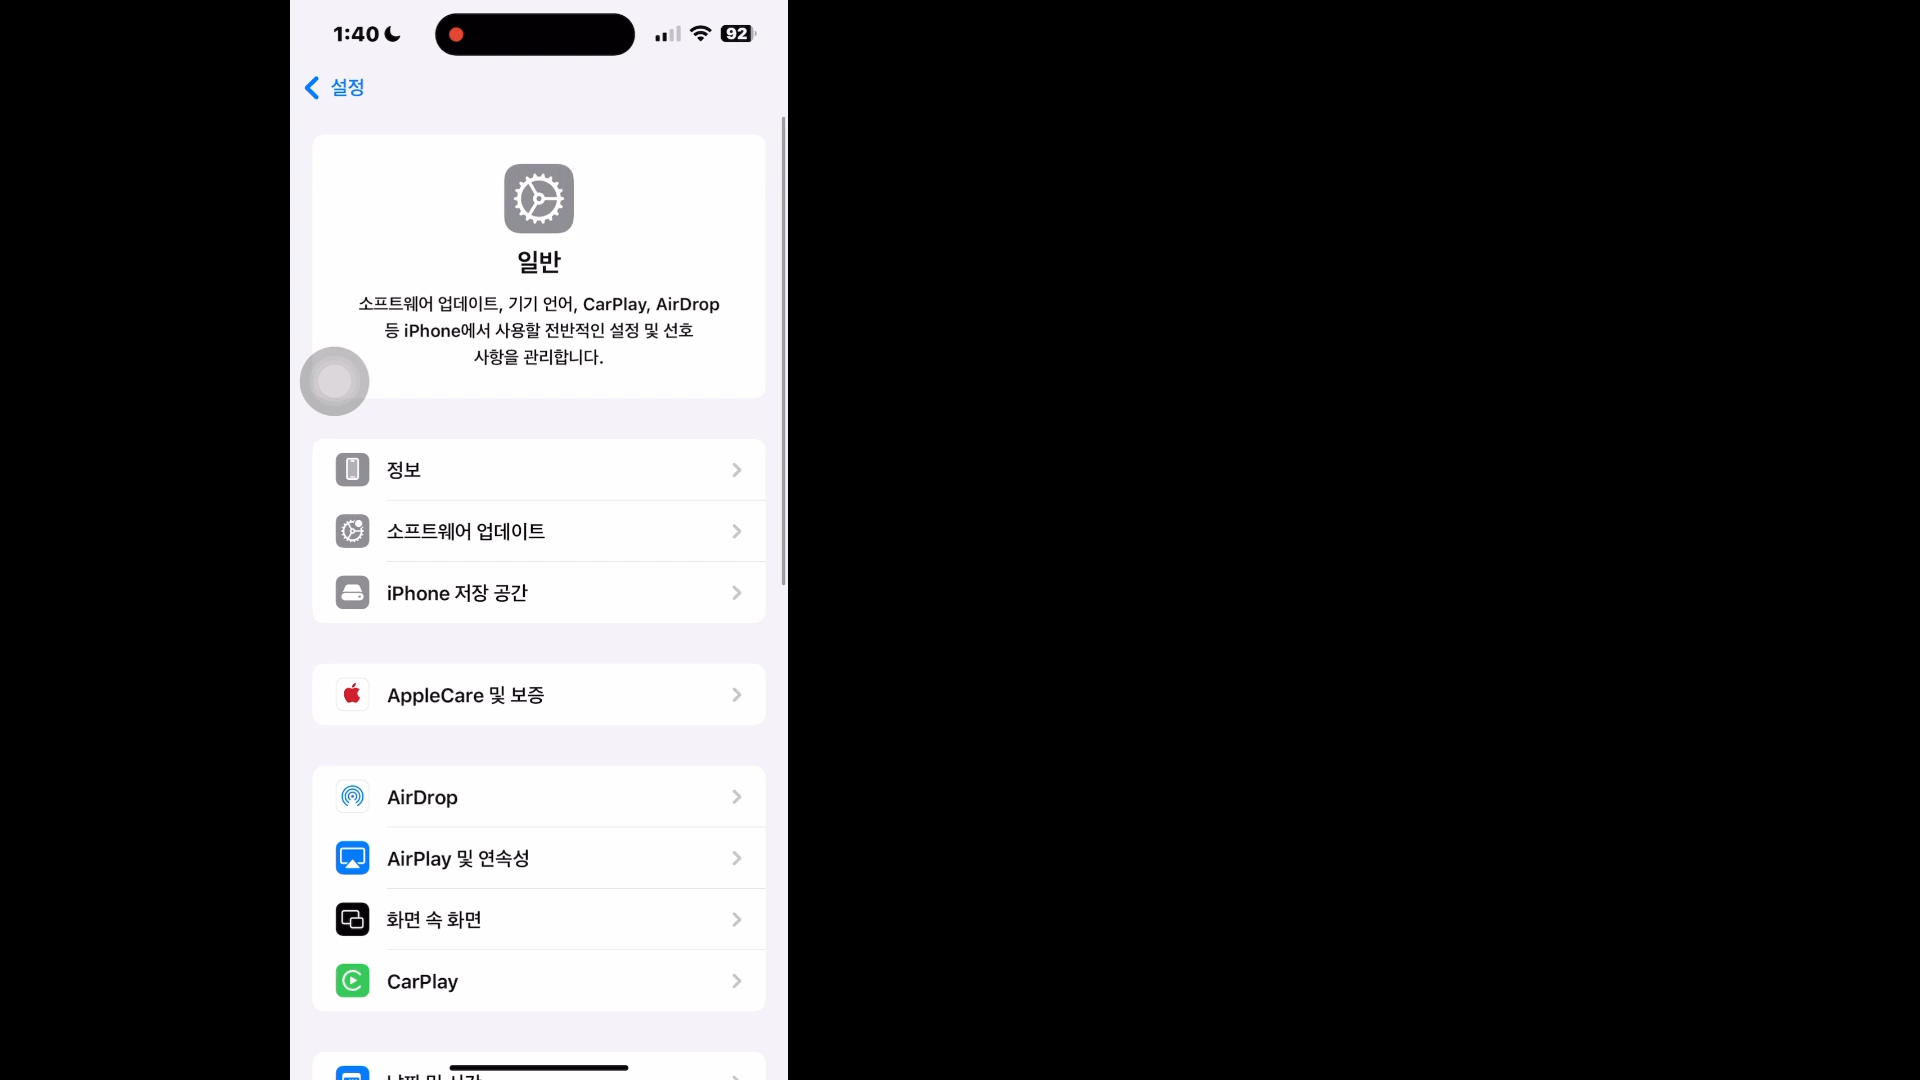 1:40
92
설정
일반
소프트웨어 업데이트, 기기 언어, CarPlay, AirDrop
등 iPhone에서 사용할 전반적인 설정 및 선호
사항을 관리합니다.
정보
소프트웨어 업데이트
iPhone 저장 공간
AppleCare 및 보증
AirDrop
AirPlay 및 연속성
화면 속 화면
CarPlay